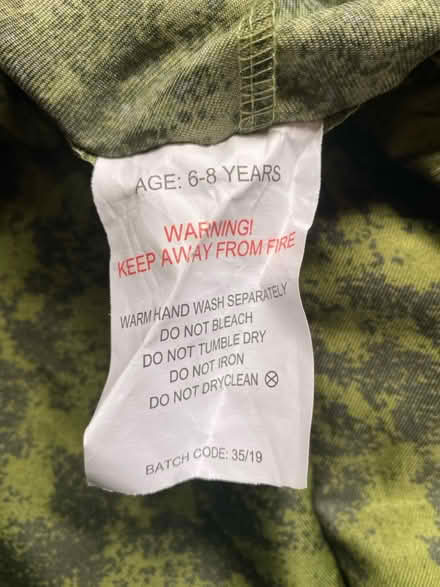 AGE: 6-8 YEARS
WARNING!
KEEP AWAY FROM FIRE
WARM HAND WASH SEPARATELY
DO NOT BLEACH
DO NOT TUMBLE DRY
DO NOT IRON
DO NOT DRYCLEAN
BATCH CODE: 35/19